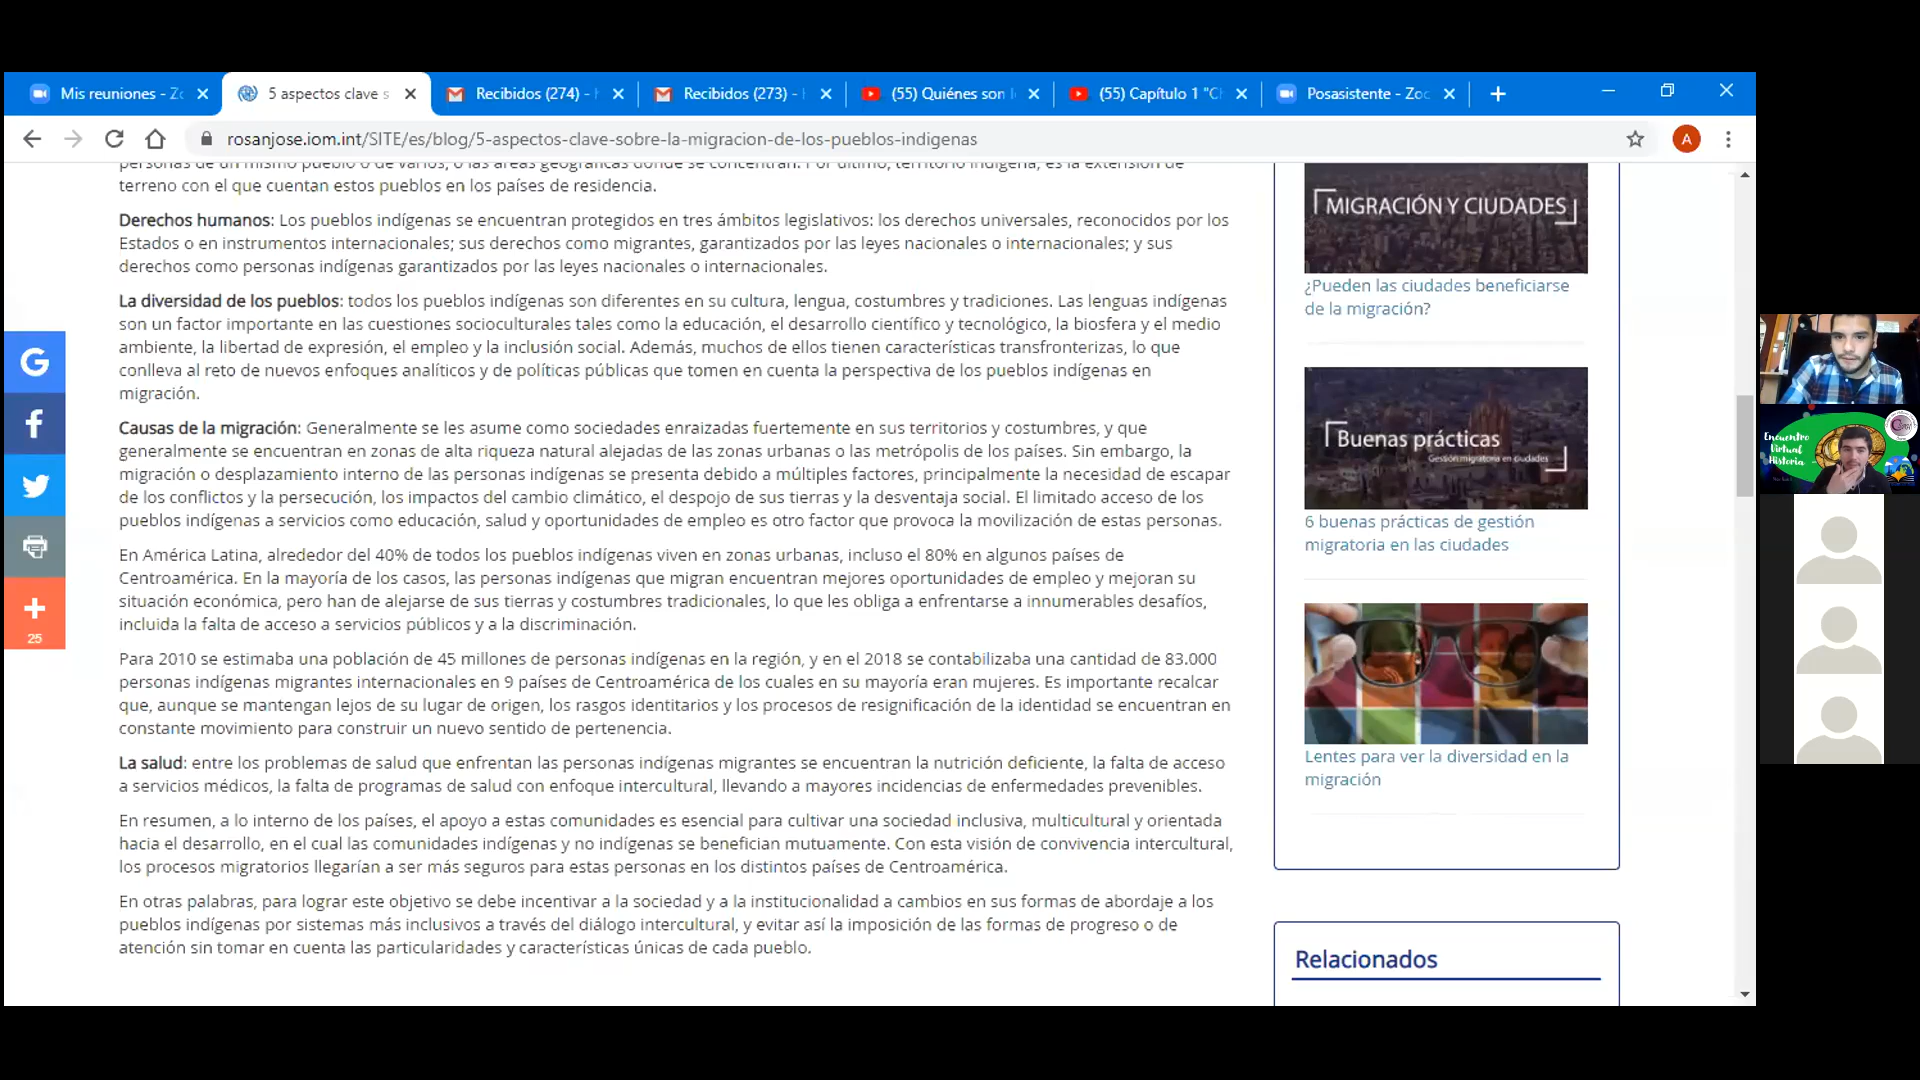 Mis reuniones - Zo
5 aspectos clave s
Recibidos (274) -
Recibidos (273) -
(55) Quiénes son
(55) Capítulo 1 "C
Posasistente - Zoo
rosanjose.iom.int/SITE/es/blog/5-aspectos-clave-sobre-la-migracion-de-los-pueblos-indigenas
A
personas de un mismo pueblo o de varios, o las áreas geográficas donde se concentran. Por último, territorio indígena, es la extensión de
terreno con el que cuentan estos pueblos en los países de residencia.
Derechos humanos: Los pueblos indígenas se encuentran protegidos en tres ámbitos legislativos: los derechos universales, reconocidos por los
Estados o en instrumentos internacionales; sus derechos como migrantes, garantizados por las leyes nacionales o internacionales; y sus
derechos como personas indígenas garantizados por las leyes nacionales o internacionales.
La diversidad de los pueblos: todos los pueblos indígenas son diferentes en su cultura, lengua, costumbres y tradiciones. Las lenguas indígenas
son un factor importante en las cuestiones socioculturales tales como la educación, el desarrollo científico y tecnológico, la biosfera y el medio
ambiente, la libertad de expresión, el empleo y la inclusión social. Además, muchos de ellos tienen características transfronterizas, lo que
conlleva al reto de nuevos enfoques analíticos y de políticas públicas que tomen en cuenta la perspectiva de los pueblos indígenas en
migración.
Causas de la migración: Generalmente se les asume como sociedades enraizadas fuertemente en sus territorios y costumbres, y que
generalmente se encuentran en zonas de alta riqueza natural alejadas de las zonas urbanas o las metrópolis de los países. Sin embargo, la
migración o desplazamiento interno de las personas indígenas se presenta debido a múltiples factores, principalmente la necesidad de escapar
de los conflictos y la persecución, los impactos del cambio climático, el despojo de sus tierras y la desventaja social. El limitado acceso de los
pueblos indígenas a servicios como educación, salud y oportunidades de empleo es otro factor que provoca la movilización de estas personas.
En América Latina, alrededor del 40% de todos los pueblos indígenas viven en zonas urbanas, incluso el 80% en algunos países de
Centroamérica. En la mayoría de los casos, las personas indígenas que migran encuentran mejores oportunidades de empleo y mejoran su
situación económica, pero han de alejarse de sus tierras y costumbres tradicionales, lo que les obliga a enfrentarse a innumerables desafíos,
incluida la falta de acceso a servicios públicos y a la discriminación.
Para 2010 se estimaba una población de 45 millones de personas indígenas en la región, y en el 2018 se contabilizaba una cantidad de 83.000
personas indígenas migrantes internacionales en 9 países de Centroamérica de los cuales en su mayoría eran mujeres. Es importante recalcar
que, aunque se mantengan lejos de su lugar de origen, los rasgos identitarios y los procesos de resignificación de la identidad se encuentran en
constante movimiento para construir un nuevo sentido de pertenencia.
La salud: entre los problemas de salud que enfrentan las personas indígenas migrantes se encuentran la nutrición deficiente, la falta de acceso
a servicios médicos, la falta de programas de salud con enfoque intercultural, llevando a mayores incidencias de enfermedades prevenibles.
En resumen, a lo interno de los países, el apoyo a estas comunidades es esencial para cultivar una sociedad inclusiva, multicultural y orientada
hacia el desarrollo, en el cual las comunidades indígenas y no indígenas se benefician mutuamente. Con esta visión de convivencia intercultural,
los procesos migratorios llegarían a ser más seguros para estas personas en los distintos países de Centroamérica.
En otras palabras, para lograr este objetivo se debe incentivar a la sociedad y a la institucionalidad a cambios en sus formas de abordaje a los
pueblos indígenas por sistemas más inclusivos a través del diálogo intercultural, y evitar así la imposición de las formas de progreso o de
atención sin tomar en cuenta las particularidades y características únicas de cada pueblo.
25
MIGRACIÓN Y CIUDADES
¿Pueden las ciudades beneficiarse
de la migración?
Buenas prácticas
Gestión migratoria en ciudades
6 buenas prácticas de gestión
migratoria en las ciudades
Lentes para ver la diversidad en la
migración
Relacionados
Encuentro
Virtual
Historia